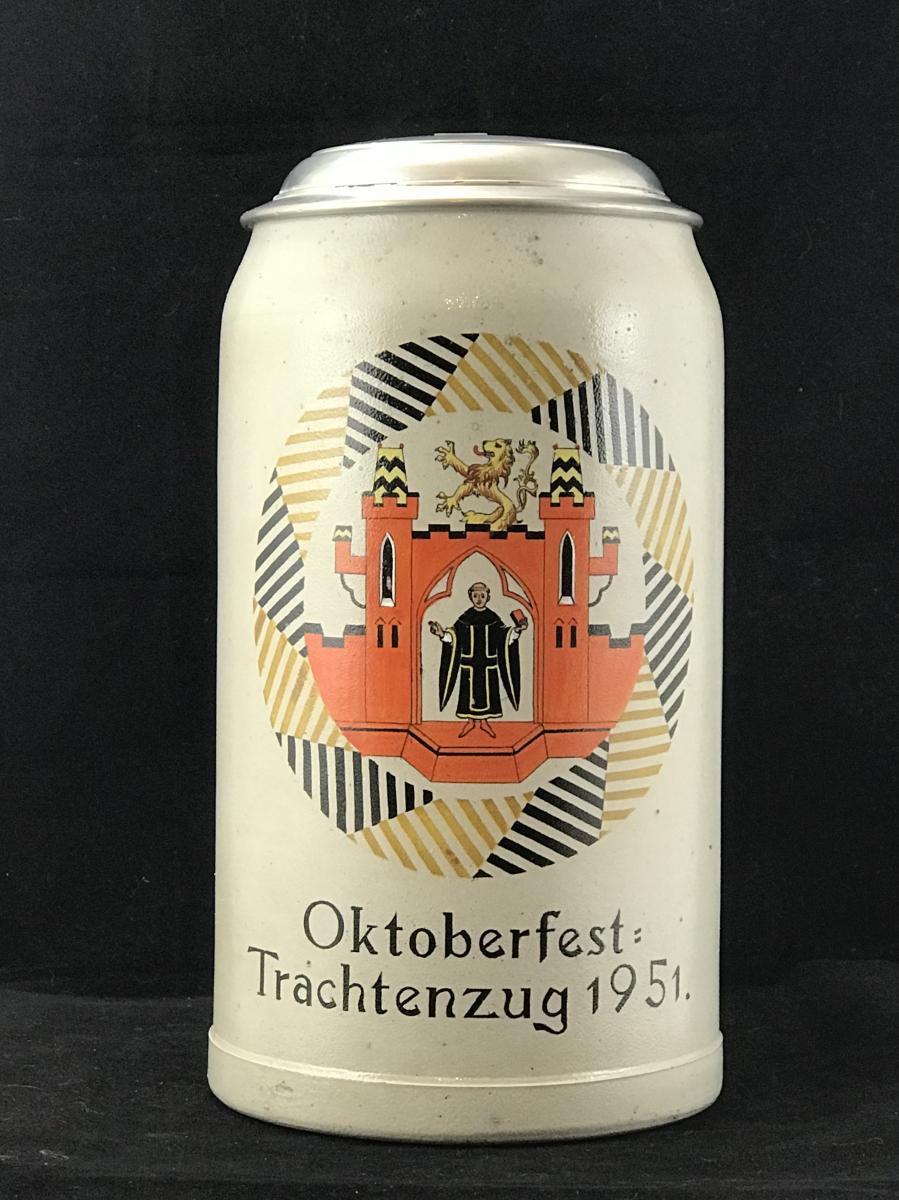 Oktoberfest=
Trachtenzug 1951.